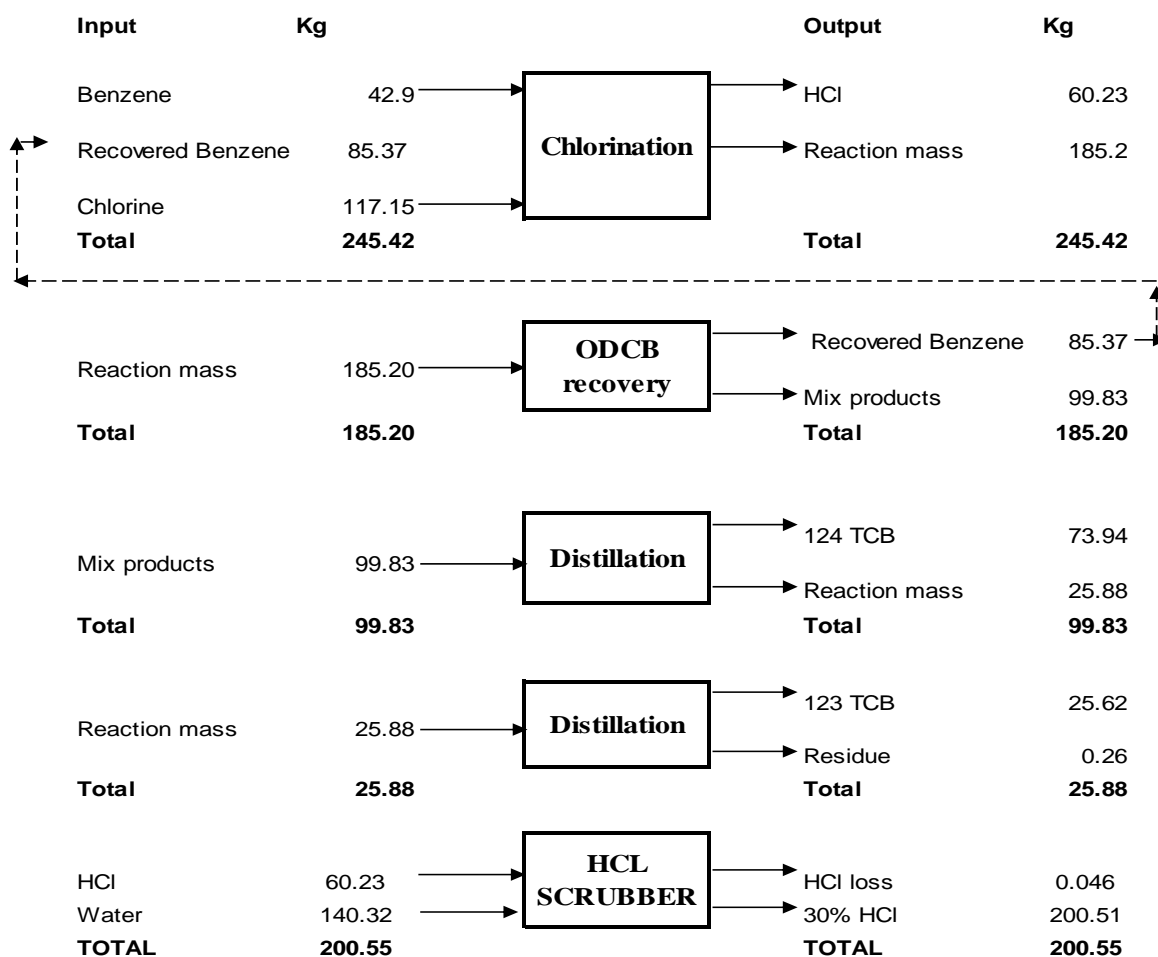 Input Kg Output Kg
Benzene 42.9 HCl 60.23
Recovered Benzene 85.37 Chlorination Reaction mass 185.2
Chlorine 117.15
Total 245.42 Total 245.42
ODCB Recovered Benzene 85.37
Reaction mass 185.20 recovery
Mix products 99.83
Total 185.20 Total 185.20
124 TCB 73.94
Mix products 99.83 Distillation
Reaction mass 25.88
Total 99.83 Total 99.83
123 TCB 25.62
Reaction mass 25.88 Distillation
Residue 0.26
Total 25.88 Total 25.88
HCL
HCl 60.23 HCl loss 0.046
Water 140.32 SCRUBBER 30% HCl 200.51
TOTAL 200.55 TOTAL 200.55